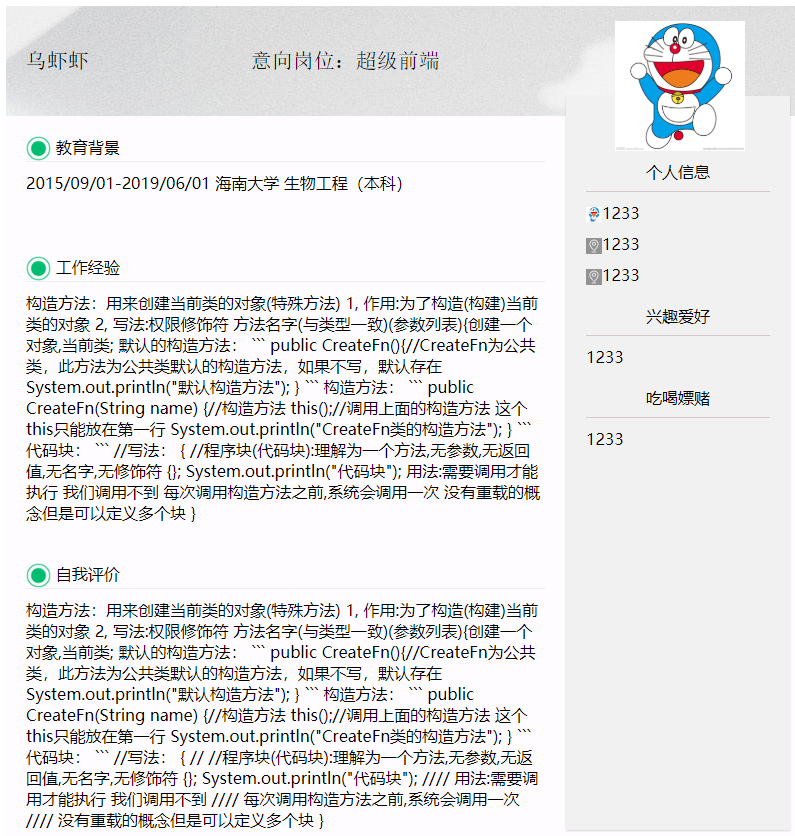 乌虾虾
意向岗位：超级前端
教育背景
2015/09/01-2019/06/01 海南大学 生物工程（本科）
工作经验
构造方法：用来创建当前类的对象(特殊方法) 1, 作用:为了构造(构建)当前
类的对象 2, 写法:权限修饰符 方法名字(与类型一致)(参数列表){创建一个
对象,当前类; 默认的构造方法： ``` public CreateFn(){//CreateFn为公共
类，此方法为公共类默认的构造方法，如果不写，默认存在
System.out.println("默认构造方法"); } ``` 构造方法： ``` public
CreateFn(String name) {//构造方法 this();//调用上面的构造方法 这个
this只能放在第一行 System.out.println("CreateFn类的构造方法"); } ```
代码块： ``` //写法： { //程序块(代码块):理解为一个方法,无参数,无返回
值,无名字,无修饰符 {}; System.out.println("代码块"); 用法:需要调用才能
执行 我们调用不到 每次调用构造方法之前,系统会调用一次 没有重载的概
念但是可以定义多个块 }
自我评价
构造方法：用来创建当前类的对象(特殊方法) 1, 作用:为了构造(构建)当前
类的对象 2, 写法:权限修饰符 方法名字(与类型一致)(参数列表){创建一个
对象,当前类; 默认的构造方法： ``` public CreateFn(){//CreateFn为公共
类，此方法为公共类默认的构造方法，如果不写，默认存在
System.out.println("默认构造方法"); } ``` 构造方法： ``` public
CreateFn(String name) {//构造方法 this();//调用上面的构造方法 这个
this只能放在第一行 System.out.println("CreateFn类的构造方法"); } ```
代码块： ``` //写法： { // //程序块(代码块):理解为一个方法,无参数,无返
回值,无名字,无修饰符 {}; System.out.println("代码块"); //// 用法:需要调
用才能执行 我们调用不到 //// 每次调用构造方法之前,系统会调用一次
//// 没有重载的概念但是可以定义多个块 }
个人信息
1233
1233
1233
兴趣爱好
1233
吃喝嫖赌
1233